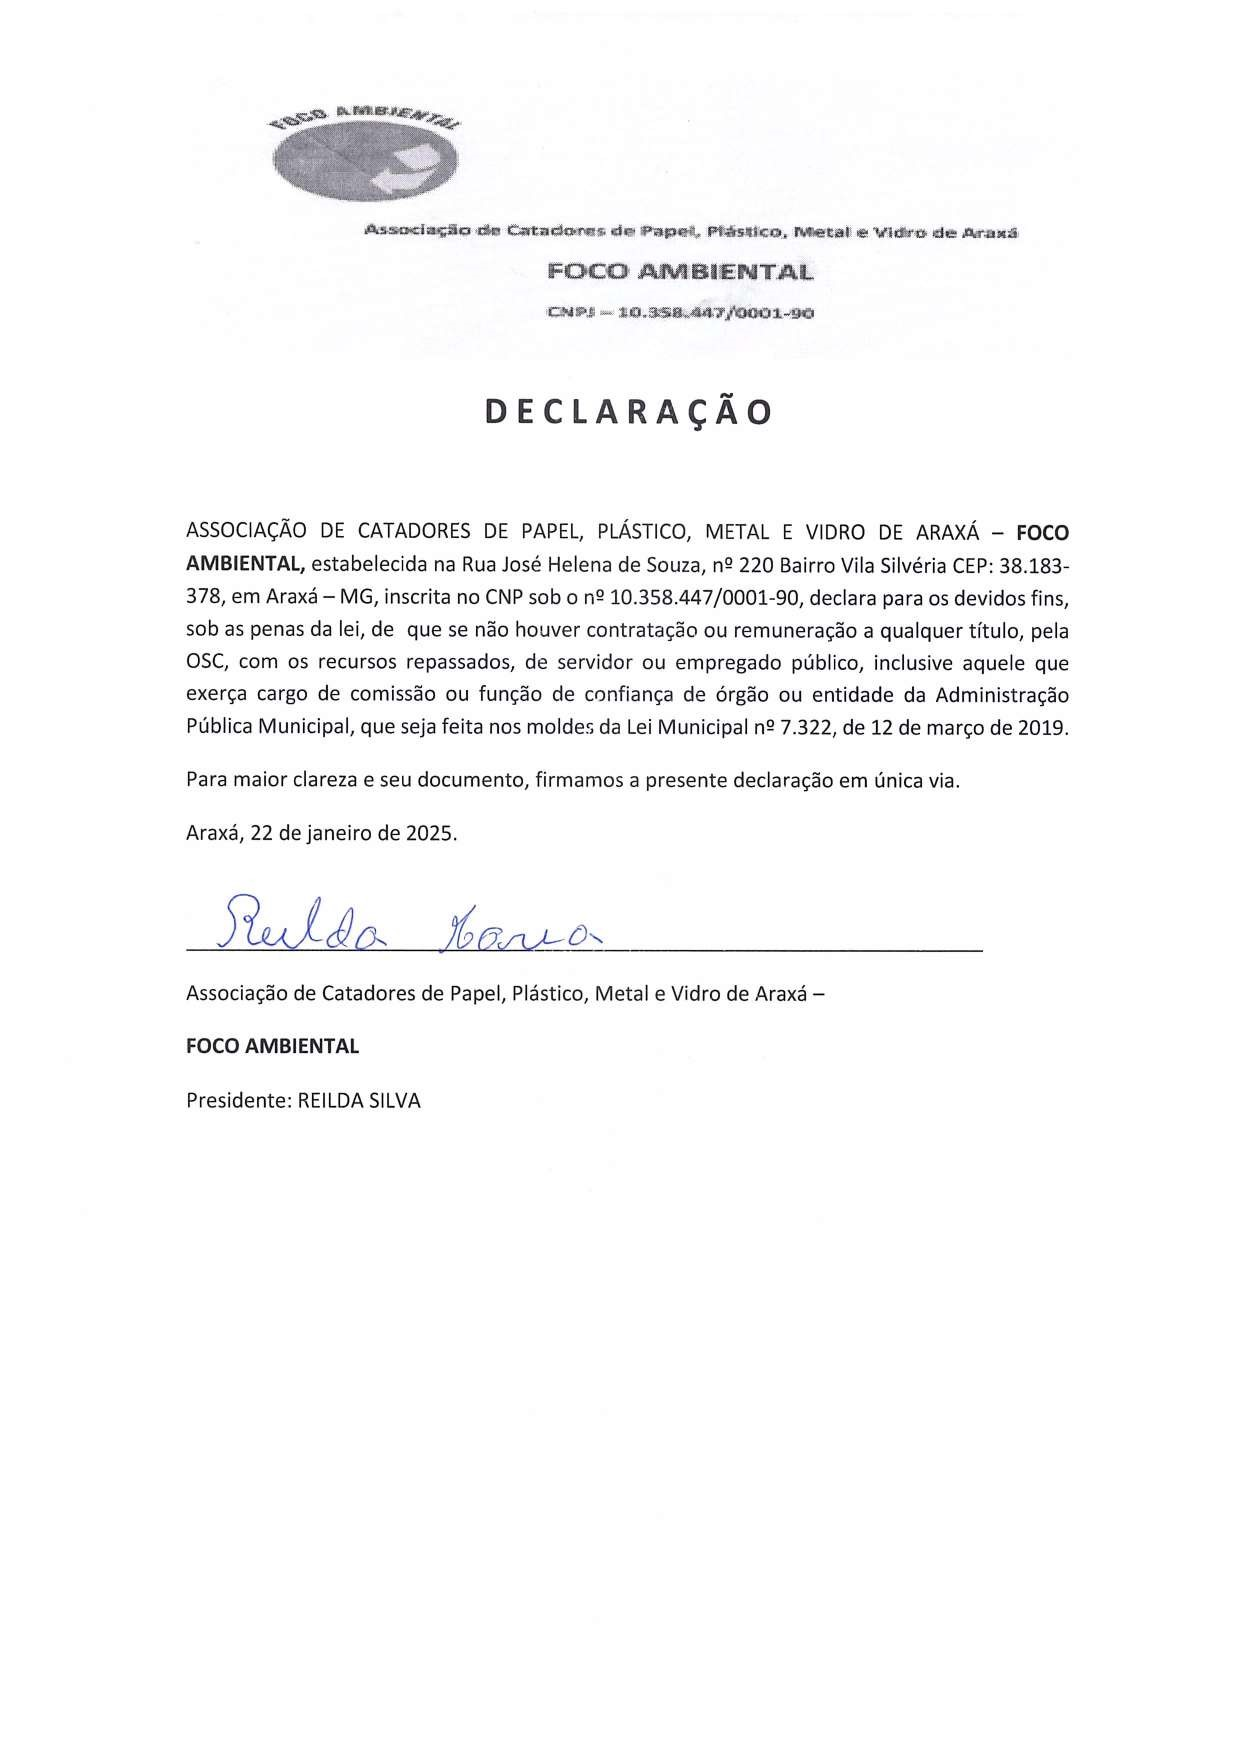 FOCO AMBIENTAL
Associação de Catadores de Papel, Plástico, Metal e Vidro de Araxá
FOCO AMBIENTAL
CNPJ – 10.358.447/0001-90
DECLARAÇÃO
ASSOCIAÇÃO DE CATADORES DE PAPEL, PLÁSTICO, METAL E VIDRO DE ARAXÁ – FOCO
AMBIENTAL, estabelecida na Rua José Helena de Souza, nº 220 Bairro Vila Silvéria CEP: 38.183-
378, em Araxá – MG, inscrita no CNP sob o nº 10.358.447/0001-90, declara para os devidos fins,
sob as penas da lei, de que se não houver contratação ou remuneração a qualquer título, pela
OSC, com os recursos repassados, de servidor ou empregado público, inclusive aquele que
exerça cargo de comissão ou função de confiança de órgão ou entidade da Administração
Pública Municipal, que seja feita nos moldes da Lei Municipal nº 7.322, de 12 de março de 2019.
Para maior clareza e seu documento, firmamos a presente declaração em única via.
Araxá, 22 de janeiro de 2025.
Reilda Maria
Associação de Catadores de Papel, Plástico, Metal e Vidro de Araxá –
FOCO AMBIENTAL
Presidente: REILDA SILVA